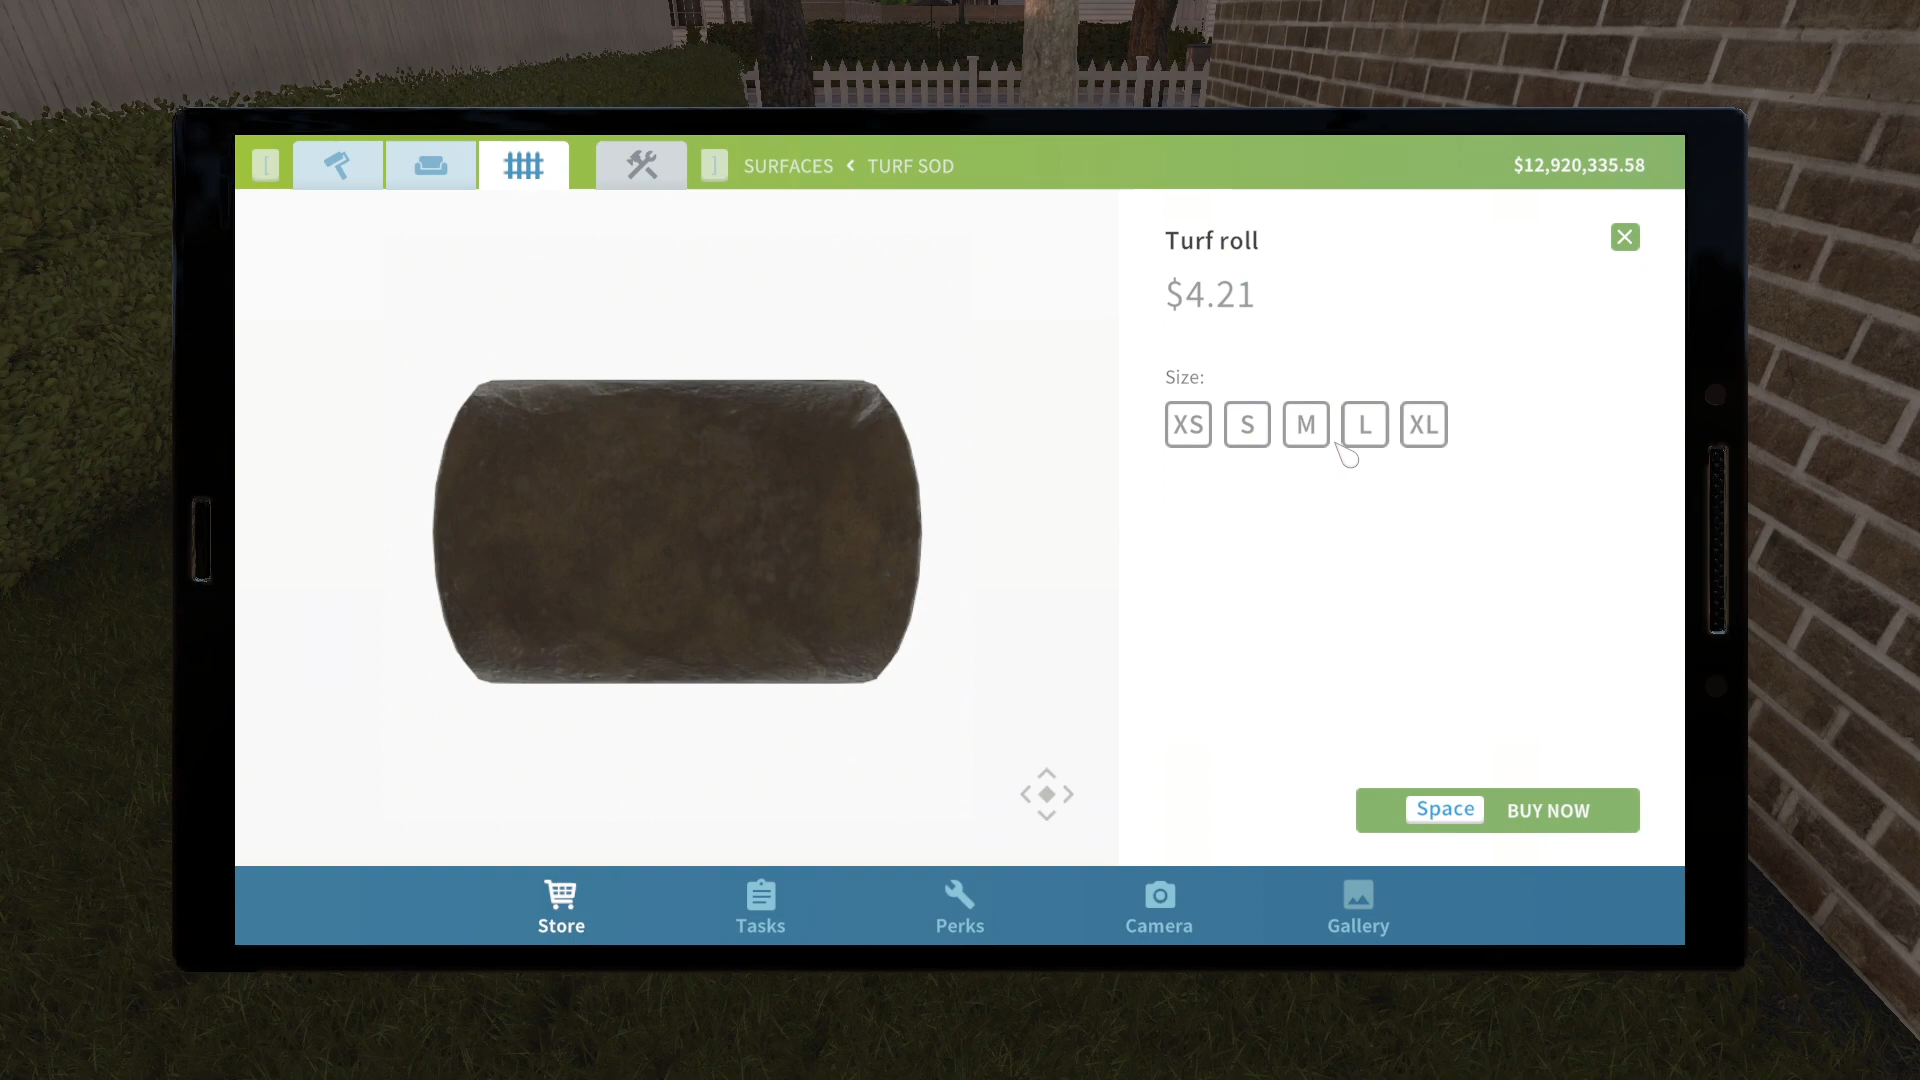 [
] SURFACES < TURF SOD
$12,920,335.58
Turf roll
$4.21
Size:
XS S M L XL
Space BUY NOW
Store Tasks Perks Camera Gallery